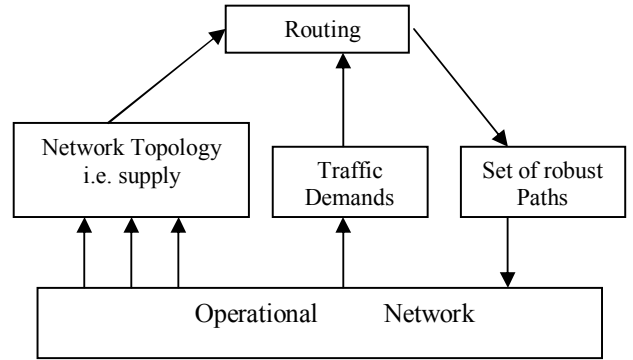 Routing
Network Topology
i.e. supply
Traffic
Demands
Set of robust
Paths
Operational Network